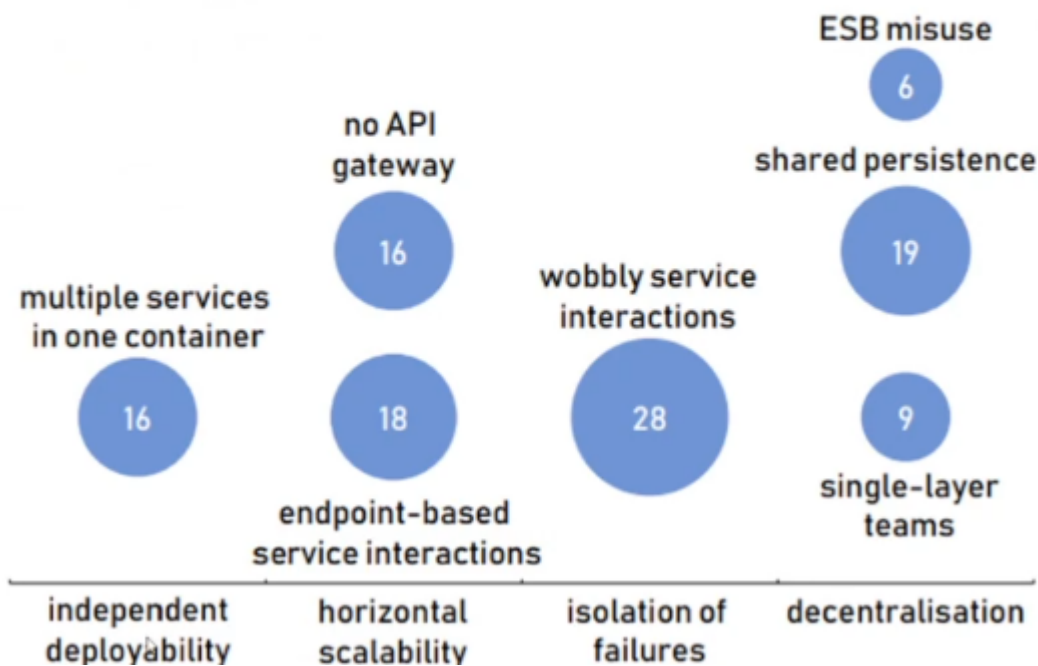 ESB misuse
6
no API
gateway
16
shared persistence
19
multiple services
in one container
16
wobbly service
interactions
28
18
endpoint-based
service interactions
9
single-layer
teams
independent
deployability
horizontal
scalability
isolation of
failures
decentralisation